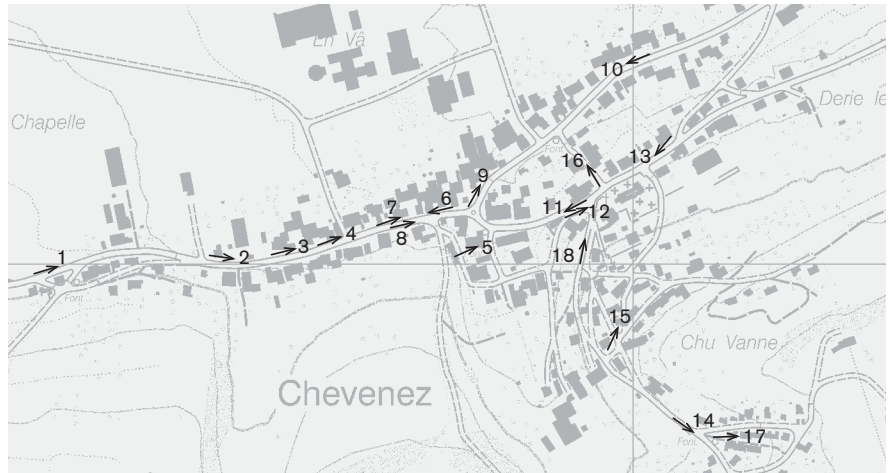 En Vâ
10
Chapelle
Derie le
Font.
13
16
9
7
6
11
12
3
4
8
5
1
2
18
Font.
15
Chu Vanne
Chevenez
14
Font.
17